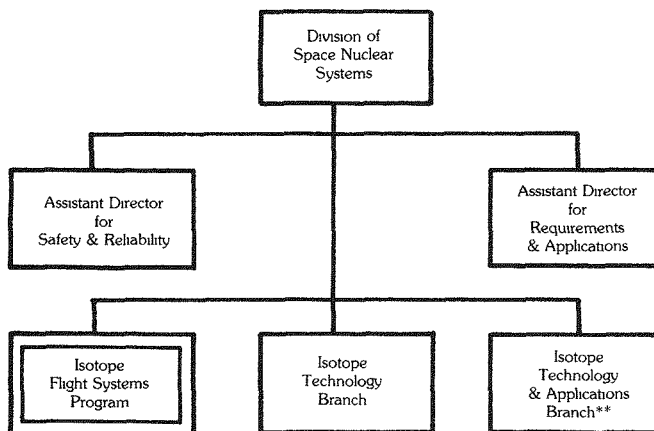 Division of
Space Nuclear
Systems
Assistant Director
for
Safety & Reliability
Assistant Director
for
Requirements
& Applications
Isotope
Flight Systems
Program
Isotope
Technology
Branch
Isotope
Technology
& Applications
Branch**